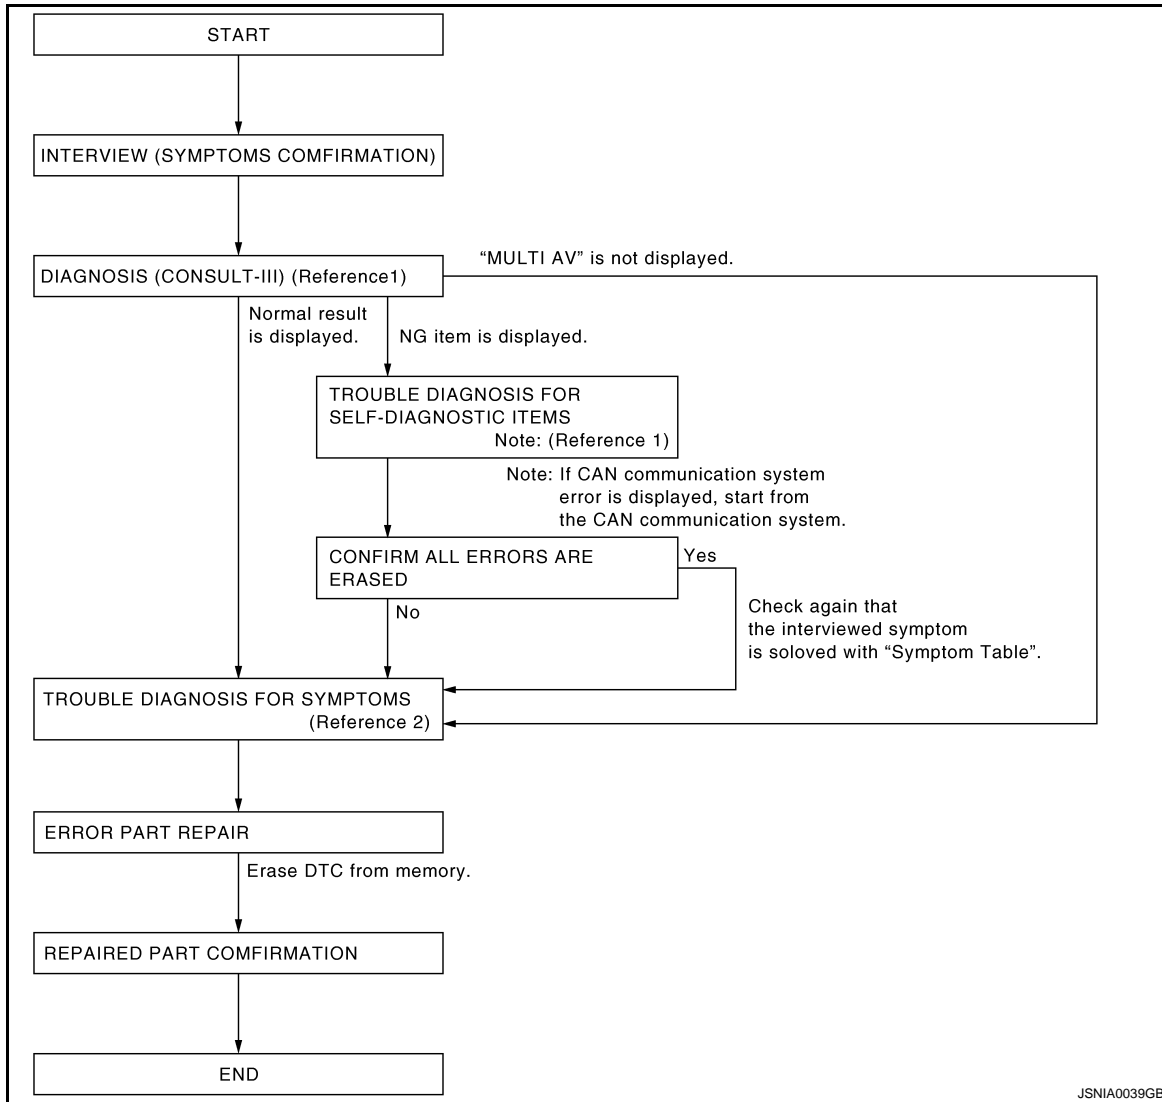 START
INTERVIEW (SYMPTOMS COMFIRMATION)
DIAGNOSIS (CONSULT-III) (Reference1)
“MULTI AV” is not displayed.
Normal result
is displayed.
NG item is displayed.
TROUBLE DIAGNOSIS FOR
SELF-DIAGNOSTIC ITEMS
Note: (Reference 1)
Note: If CAN communication system
error is displayed, start from
the CAN communication system.
CONFIRM ALL ERRORS ARE
ERASED
Yes
No
Check again that
the interviewed symptom
is soloved with “Symptom Table”.
TROUBLE DIAGNOSIS FOR SYMPTOMS
(Reference 2)
ERROR PART REPAIR
Erase DTC from memory.
REPAIRED PART COMFIRMATION
END
JSNIA0039GB